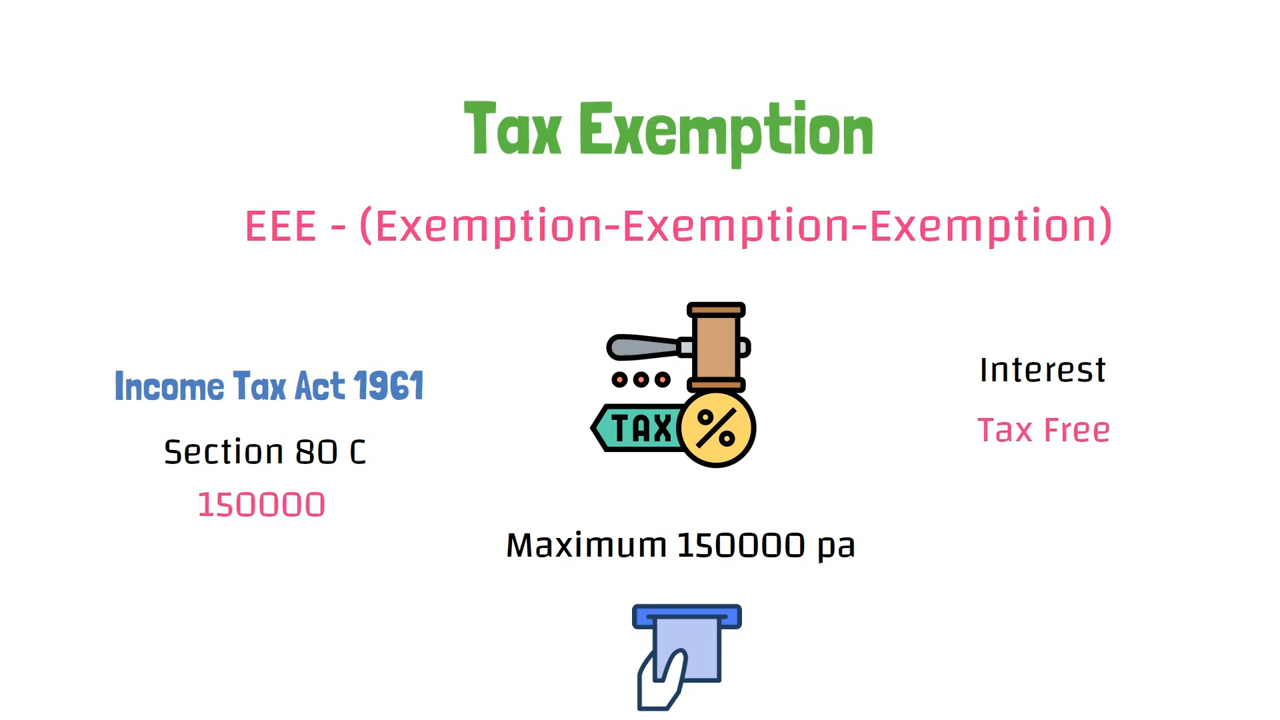 Tax Exemption
EEE - (Exemption-Exemption-Exemption)
Income Tax Act 1961
Section 80 C
150000
TAX %
Interest
Tax Free
Maximum 150000 pa